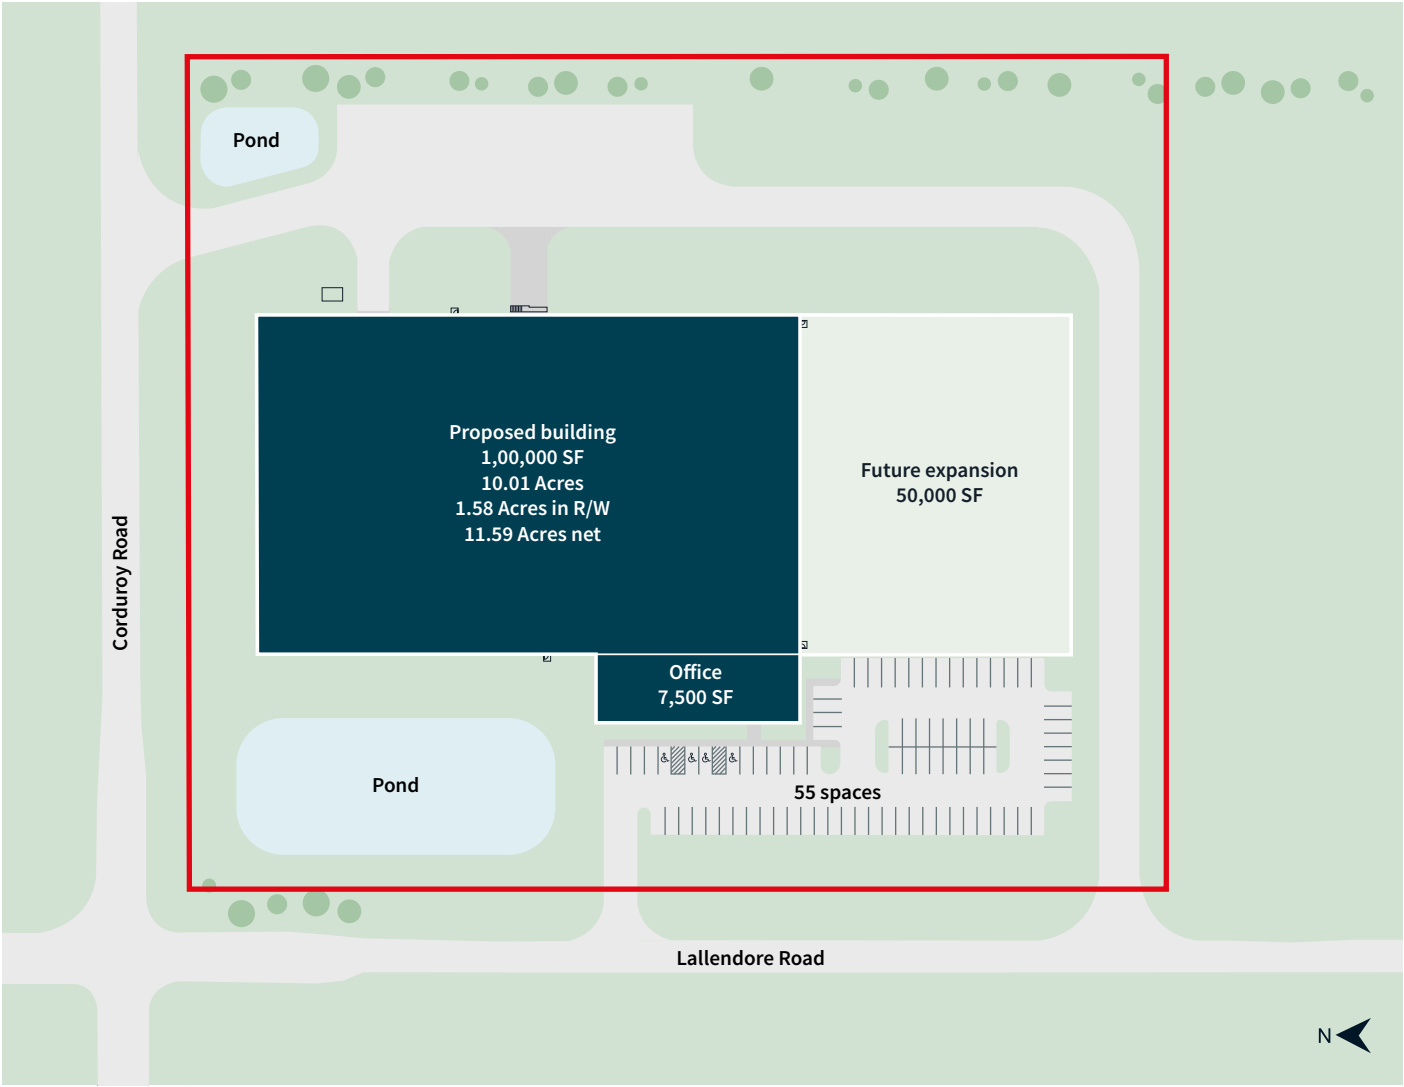 Pond
Proposed building
1,00,000 SF
10.01 Acres
1.58 Acres in R/W
11.59 Acres net
Future expansion
50,000 SF
Corduroy Road
Office
7,500 SF
Pond
55 spaces
Lallendore Road
N